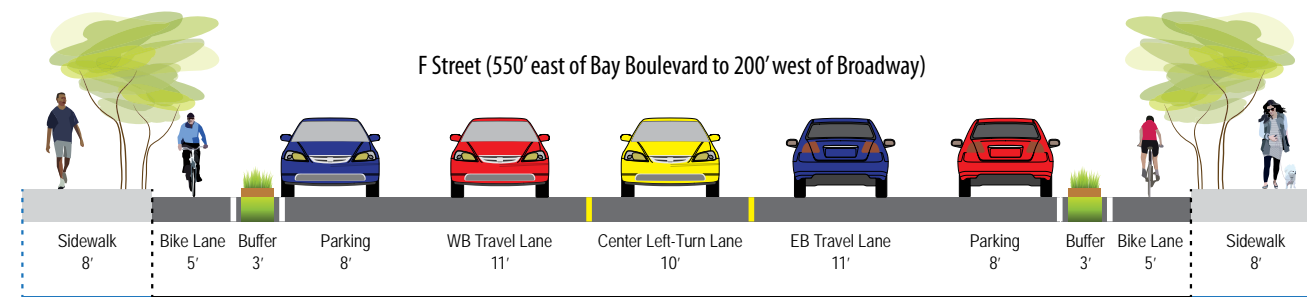 F Street (550′ east of Bay Boulevard to 200′ west of Broadway)
Sidewalk
8′
Bike Lane
5′
Buffer
3′
Parking
8′
WB Travel Lane
11′
Center Left-Turn Lane
10′
EB Travel Lane
11′
Parking
8′
Buffer
3′
Bike Lane
5′
Sidewalk
8′